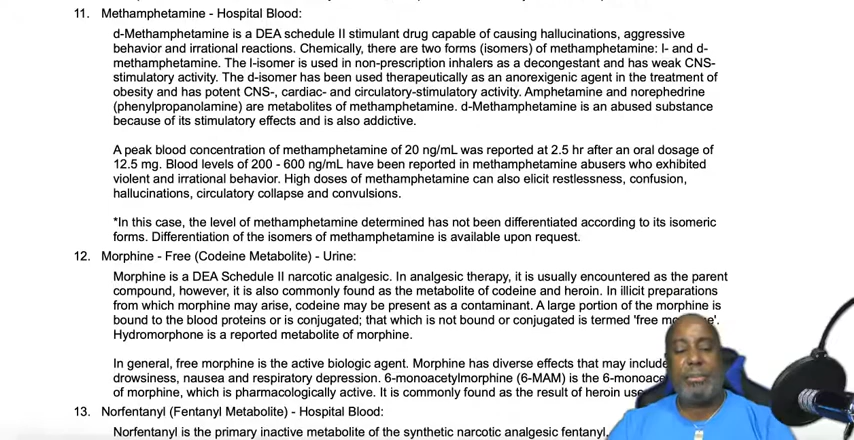 11. Methamphetamine - Hospital Blood:
d-Methamphetamine is a DEA schedule II stimulant drug capable of causing hallucinations, aggressive
behavior and irrational reactions. Chemically, there are two forms (isomers) of methamphetamine: l- and d-
methamphetamine. The l-isomer is used in non-prescription inhalers as a decongestant and has weak CNS-
stimulatory activity. The d-isomer has been used therapeutically as an anorexigenic agent in the treatment of
obesity and has potent CNS-, cardiac- and circulatory-stimulatory activity. Amphetamine and norephedrine
(phenylpropanolamine) are metabolites of methamphetamine. d-Methamphetamine is an abused substance
because of its stimulatory effects and is also addictive.
A peak blood concentration of methamphetamine of 20 ng/mL was reported at 2.5 hr after an oral dosage of
12.5 mg. Blood levels of 200 - 600 ng/mL have been reported in methamphetamine abusers who exhibited
violent and irrational behavior. High doses of methamphetamine can also elicit restlessness, confusion,
hallucinations, circulatory collapse and convulsions.
*In this case, the level of methamphetamine determined has not been differentiated according to its isomeric
forms. Differentiation of the isomers of methamphetamine is available upon request.
12. Morphine - Free (Codeine Metabolite) - Urine:
Morphine is a DEA Schedule II narcotic analgesic. In analgesic therapy, it is usually encountered as the parent
compound, however, it is also commonly found as the metabolite of codeine and heroin. In illicit preparations
from which morphine may arise, codeine may be present as a contaminant. A large portion of the morphine is
bound to the blood proteins or is conjugated; that which is not bound or conjugated is termed 'free
Hydromorphone is a reported metabolite of morphine.
In general, free morphine is the active biologic agent. Morphine has diverse effects that may include
drowsiness, nausea and respiratory depression. 6-monoacetylmorphine (6-MAM) is the
of morphine, which is pharmacologically active. It is commonly found as the result of heroin
13. Norfentanyl (Fentanyl Metabolite) - Hospital Blood:
Norfentanyl is the primary inactive metabolite of the synthetic narcotic analgesic fentanyl.